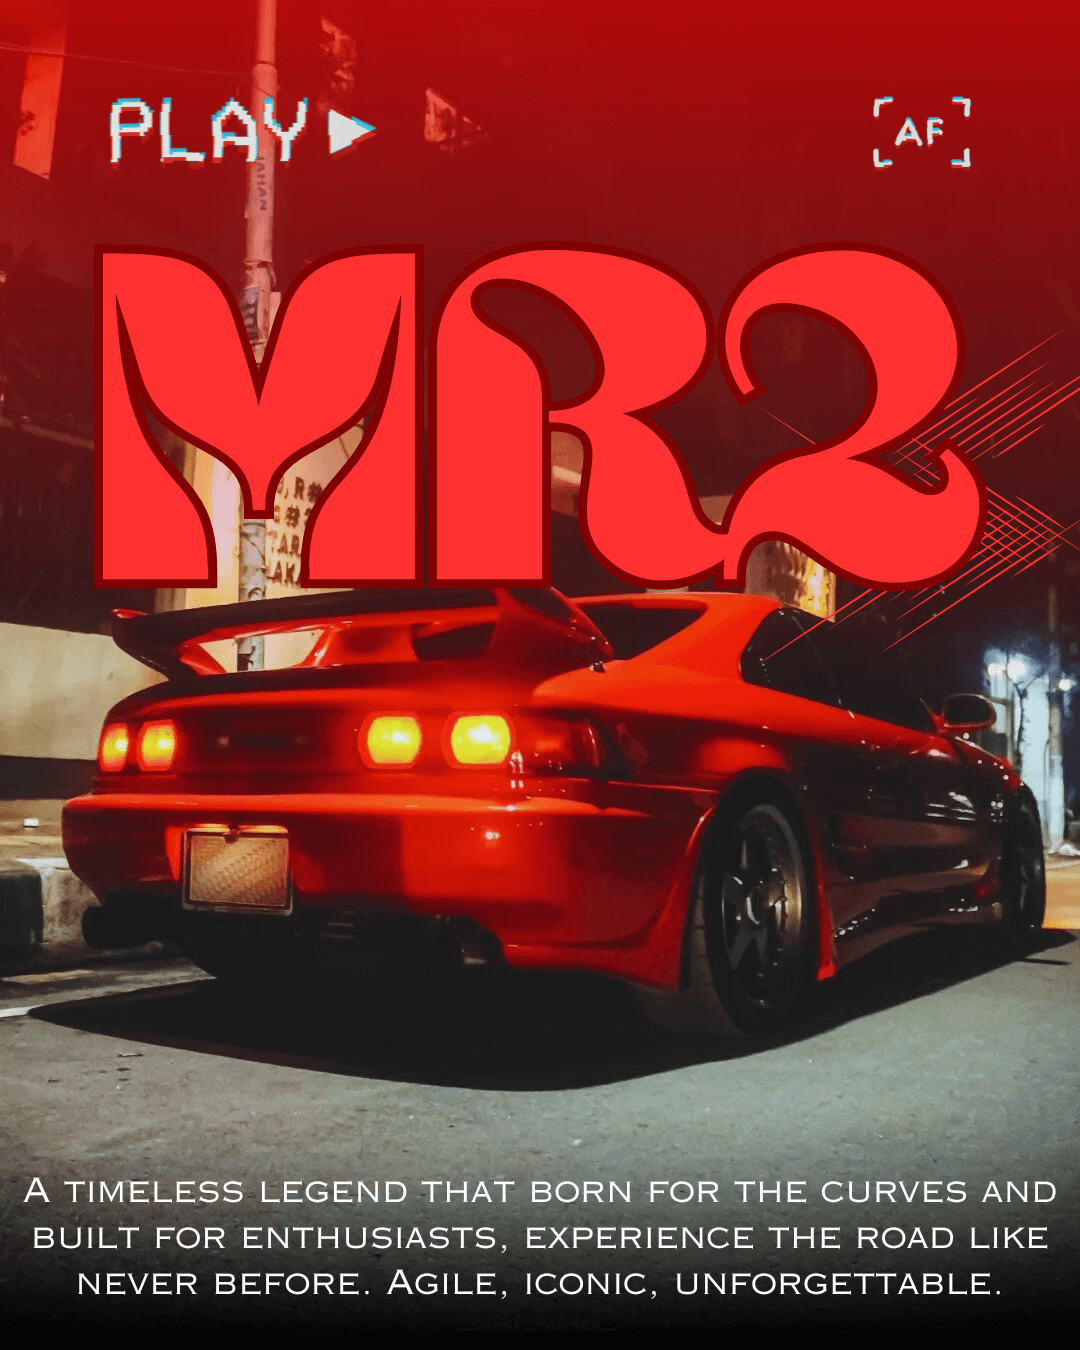 PLAY
AF
MR2
A TIMELESS LEGEND THAT BORN FOR THE CURVES AND
BUILT FOR ENTHUSIASTS, EXPERIENCE THE ROAD LIKE
NEVER BEFORE. AGILE, ICONIC, UNFORGETTABLE.